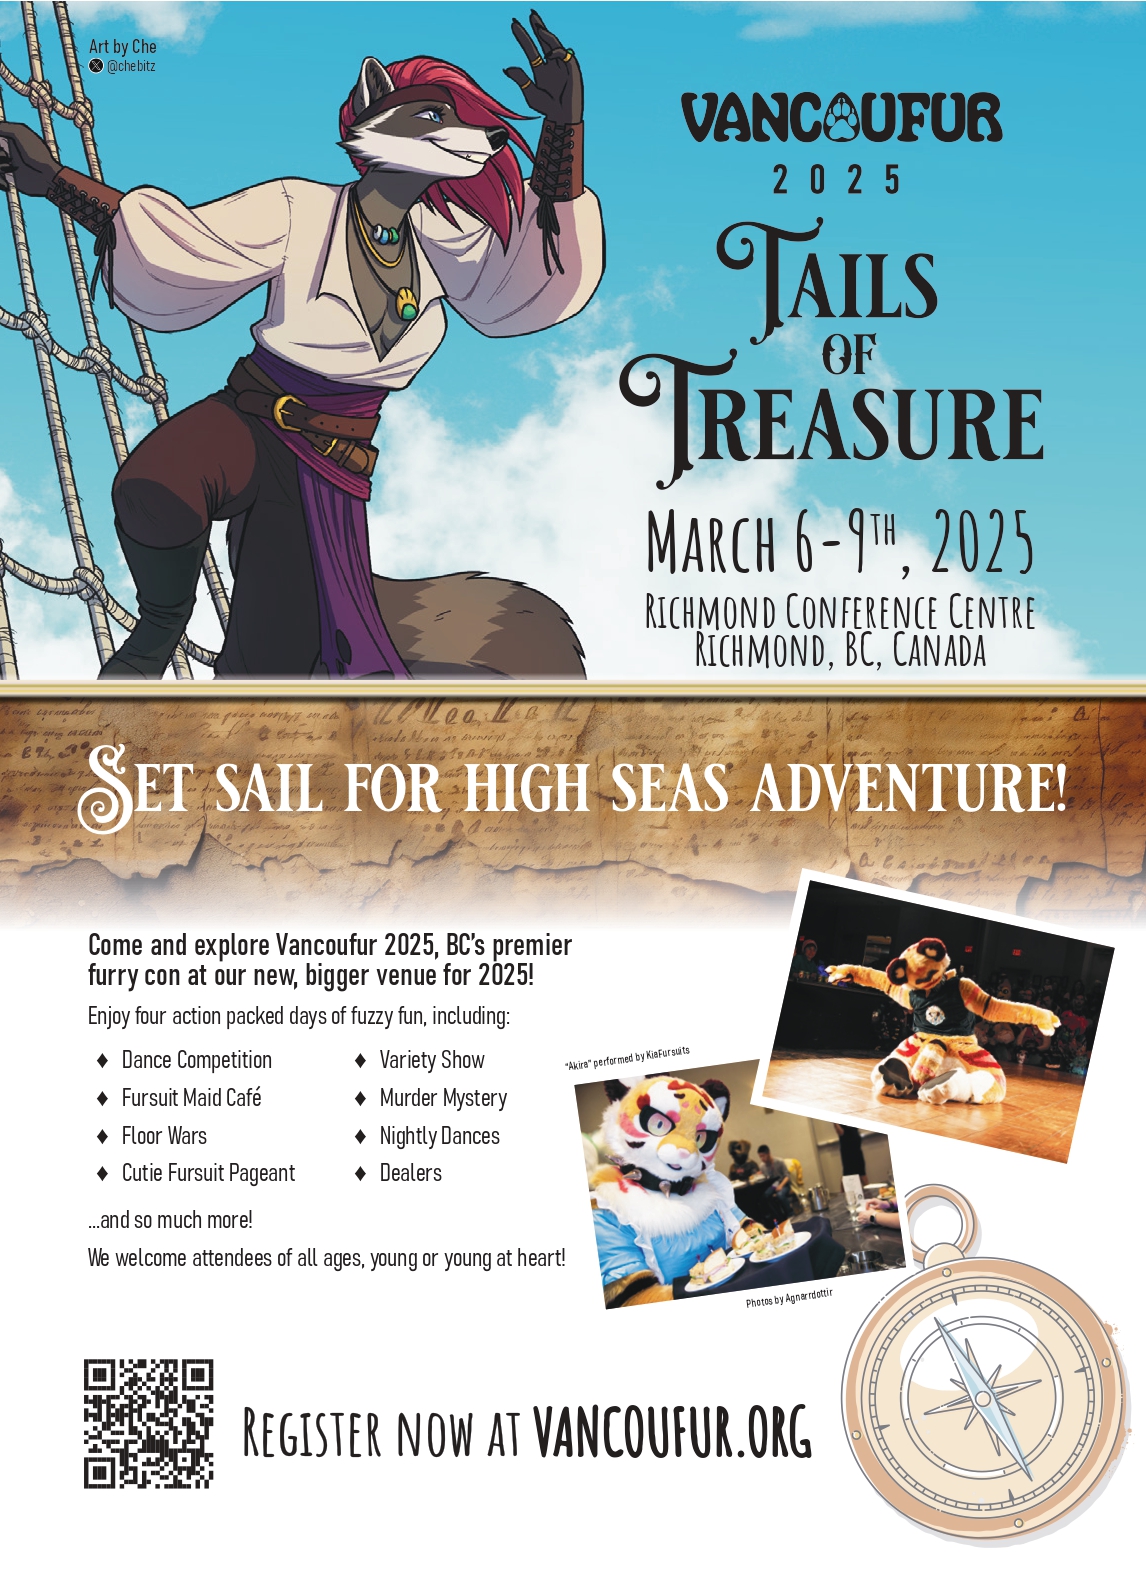 Art by Che
@chebitz
VANCOUFUR
2025
TAILS
OF
TREASURE
MARCH 6-9TH, 2025
RICHMOND CONFERENCE CENTRE
RICHMOND, BC, CANADA
SET SAIL FOR HIGH SEAS ADVENTURE!
Come and explore Vancoufur 2025, BC's premier
furry con at our new, bigger venue for 2025!
Enjoy four action packed days of fuzzy fun, including:
♦ Dance Competition
♦ Fursuit Maid Café
♦ Floor Wars
♦ Cutie Fursuit Pageant
♦ Variety Show
♦ Murder Mystery
♦ Nightly Dances
♦ Dealers
...and so much more!
We welcome attendees of all ages, young or young at heart!
"Akira" performed by KiaFursuits
Photos by Agnarrdottir
REGISTER NOW AT VANCOUFUR.ORG